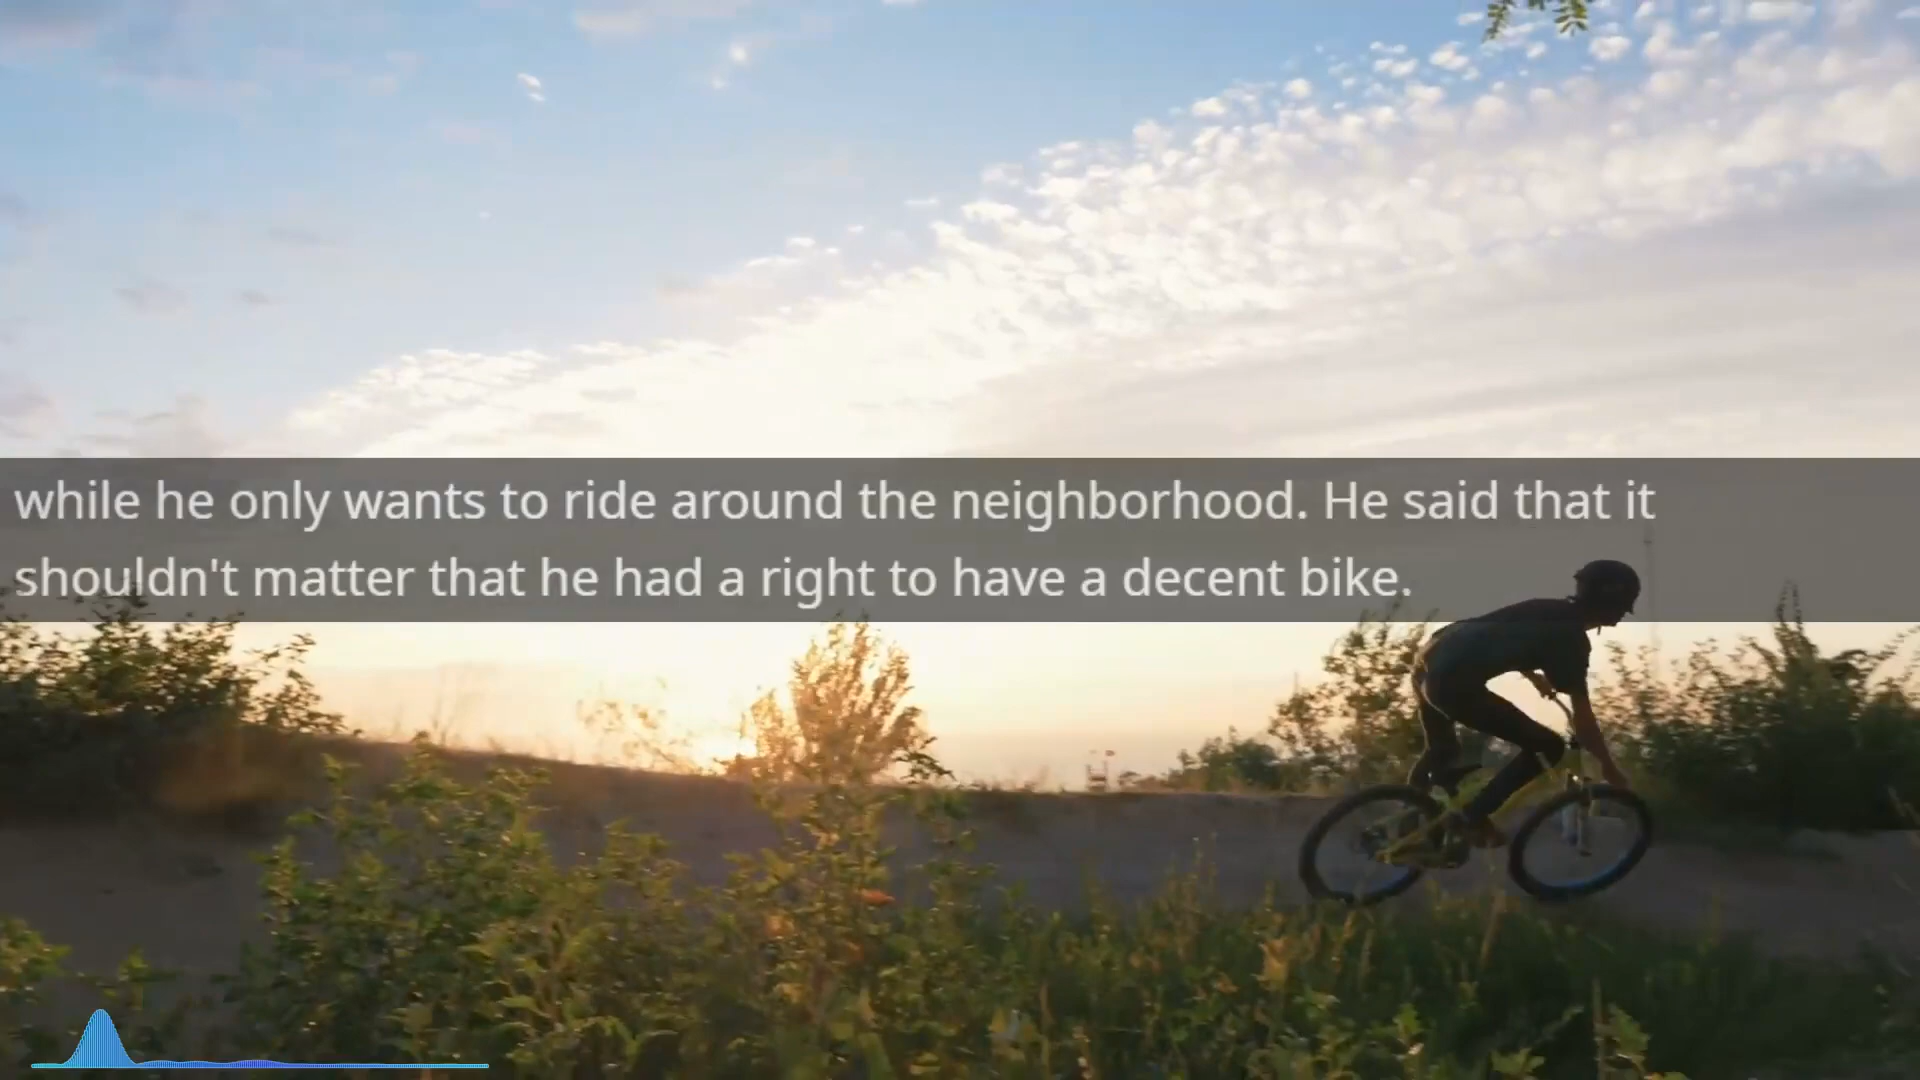 while he only wants to ride around the neighborhood. He said that it
shouldn't matter that he had a right to have a decent bike.